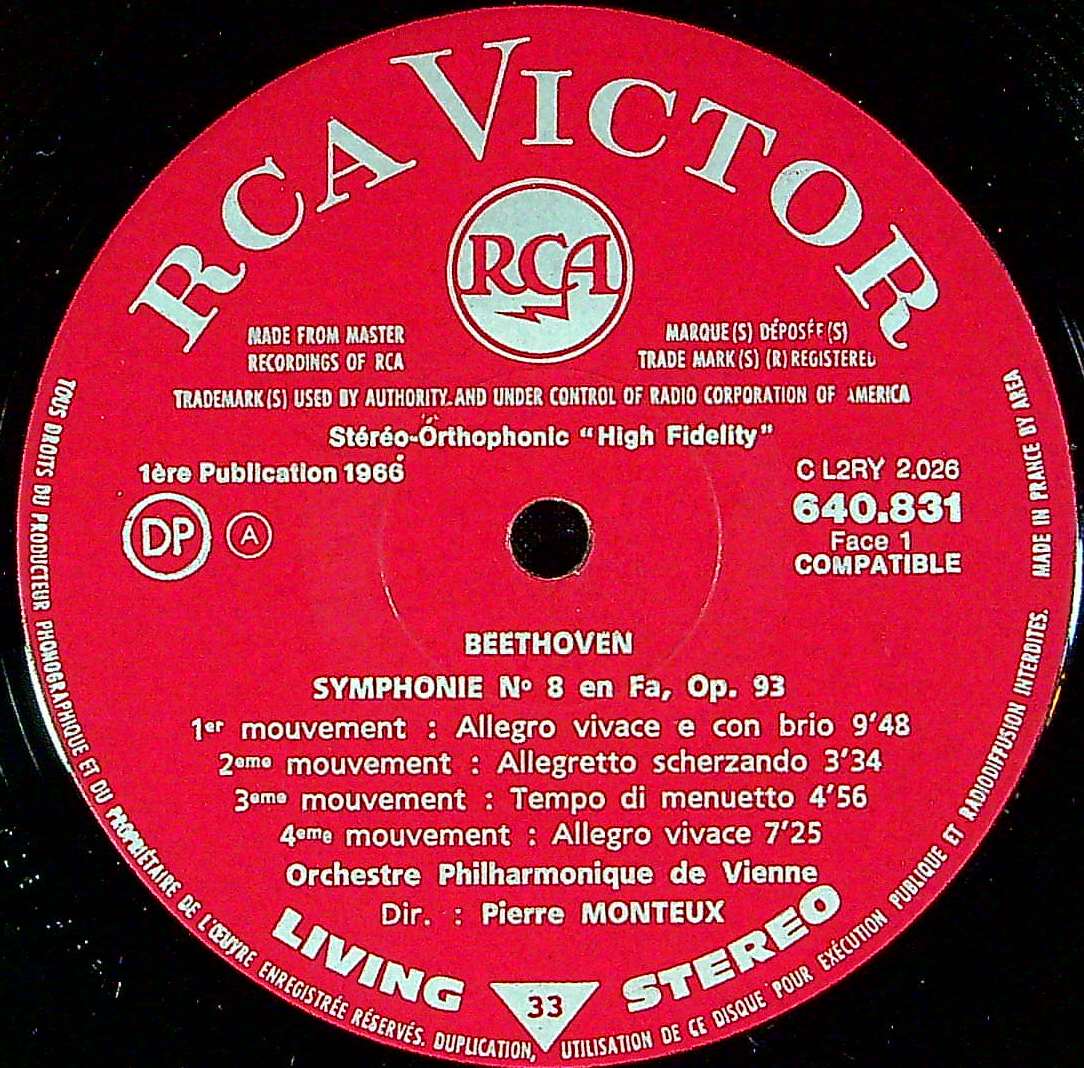 RCA VICTOR
RCA
MADE FROM MASTER
RECORDINGS OF RCA
MARQUE(S) DÉPOSÉE(S)
TRADE MARK(S) (R) REGISTERED
TRADEMARK(S) USED BY AUTHORITY AND UNDER CONTROL OF RADIO CORPORATION OF AMERICA
Stéréo-Orthophonic "High Fidelity"
1ère Publication 1966
DP
A
C L2RY 2.026
640.831
Face 1
COMPATIBLE
BEETHOVEN
SYMPHONIE Nº 8 en Fa, Op. 93
1er mouvement : Allegro vivace e con brio 9'48
2eme mouvement : Allegretto scherzando 3'34
3eme mouvement : Tempo di menuetto 4'56
4eme mouvement : Allegro vivace 7'25
Orchestre Philharmonique de Vienne
Dir. : Pierre MONTEUX
LIVING STEREO
33
TOUS DROITS DU PRODUCTEUR PHONOGRAPHIQUE ET DU PROPRIÉTAIRE DE L'ŒUVRE ENREGISTRÉE RÉSERVÉS. DUPLICATION, UTILISATION DE CE DISQUE POUR EXÉCUTION PUBLIQUE ET RADIODIFFUSION INTERDITES. MADE IN FRANCE BY AREA